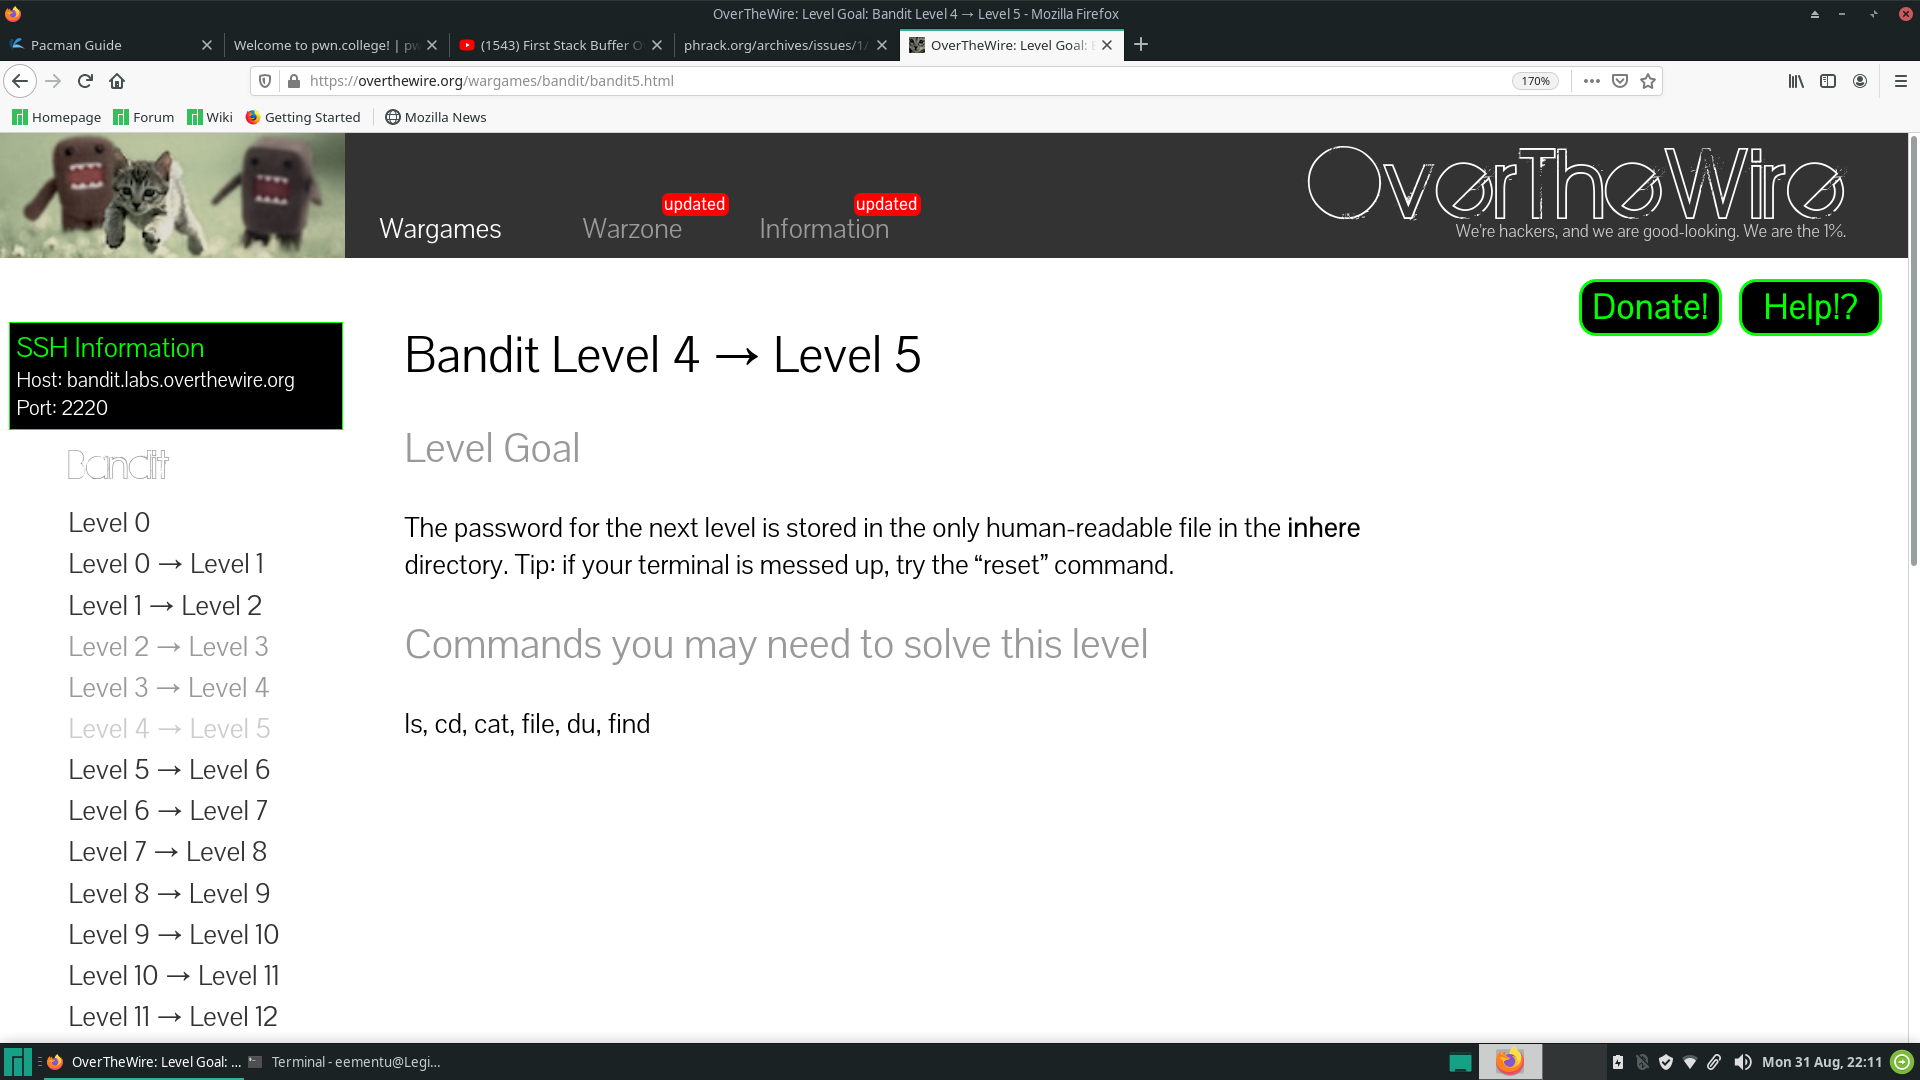 OverTheWire: Level Goal: Bandit Level 4 → Level 5 - Mozilla Firefox
Pacman Guide
Welcome to pwn.college! | pw
(1543) First Stack Buffer O
phrack.org/archives/issues/1
OverTheWire: Level Goal:
https://overthewire.org/wargames/bandit/bandit5.html
170%
Homepage
Forum
Wiki
Getting Started
Mozilla News
OverTheWire
We're hackers, and we are good-looking. We are the 1%.
Wargames
Warzone
updated
Information
updated
Donate!
Help!?
SSH Information
Host: bandit.labs.overthewire.org
Port: 2220
Bandit
Level 0
Level 0 → Level 1
Level 1 → Level 2
Level 2 → Level 3
Level 3 → Level 4
Level 4 → Level 5
Level 5 → Level 6
Level 6 → Level 7
Level 7 → Level 8
Level 8 → Level 9
Level 9 → Level 10
Level 10 → Level 11
Level 11 → Level 12
Bandit Level 4 → Level 5
Level Goal
The password for the next level is stored in the only human-readable file in the inhere
directory. Tip: if your terminal is messed up, try the “reset” command.
Commands you may need to solve this level
ls, cd, cat, file, du, find
OverTheWire: Level Goal: ...
Terminal - eementu@Legi...
Mon 31 Aug, 22:11